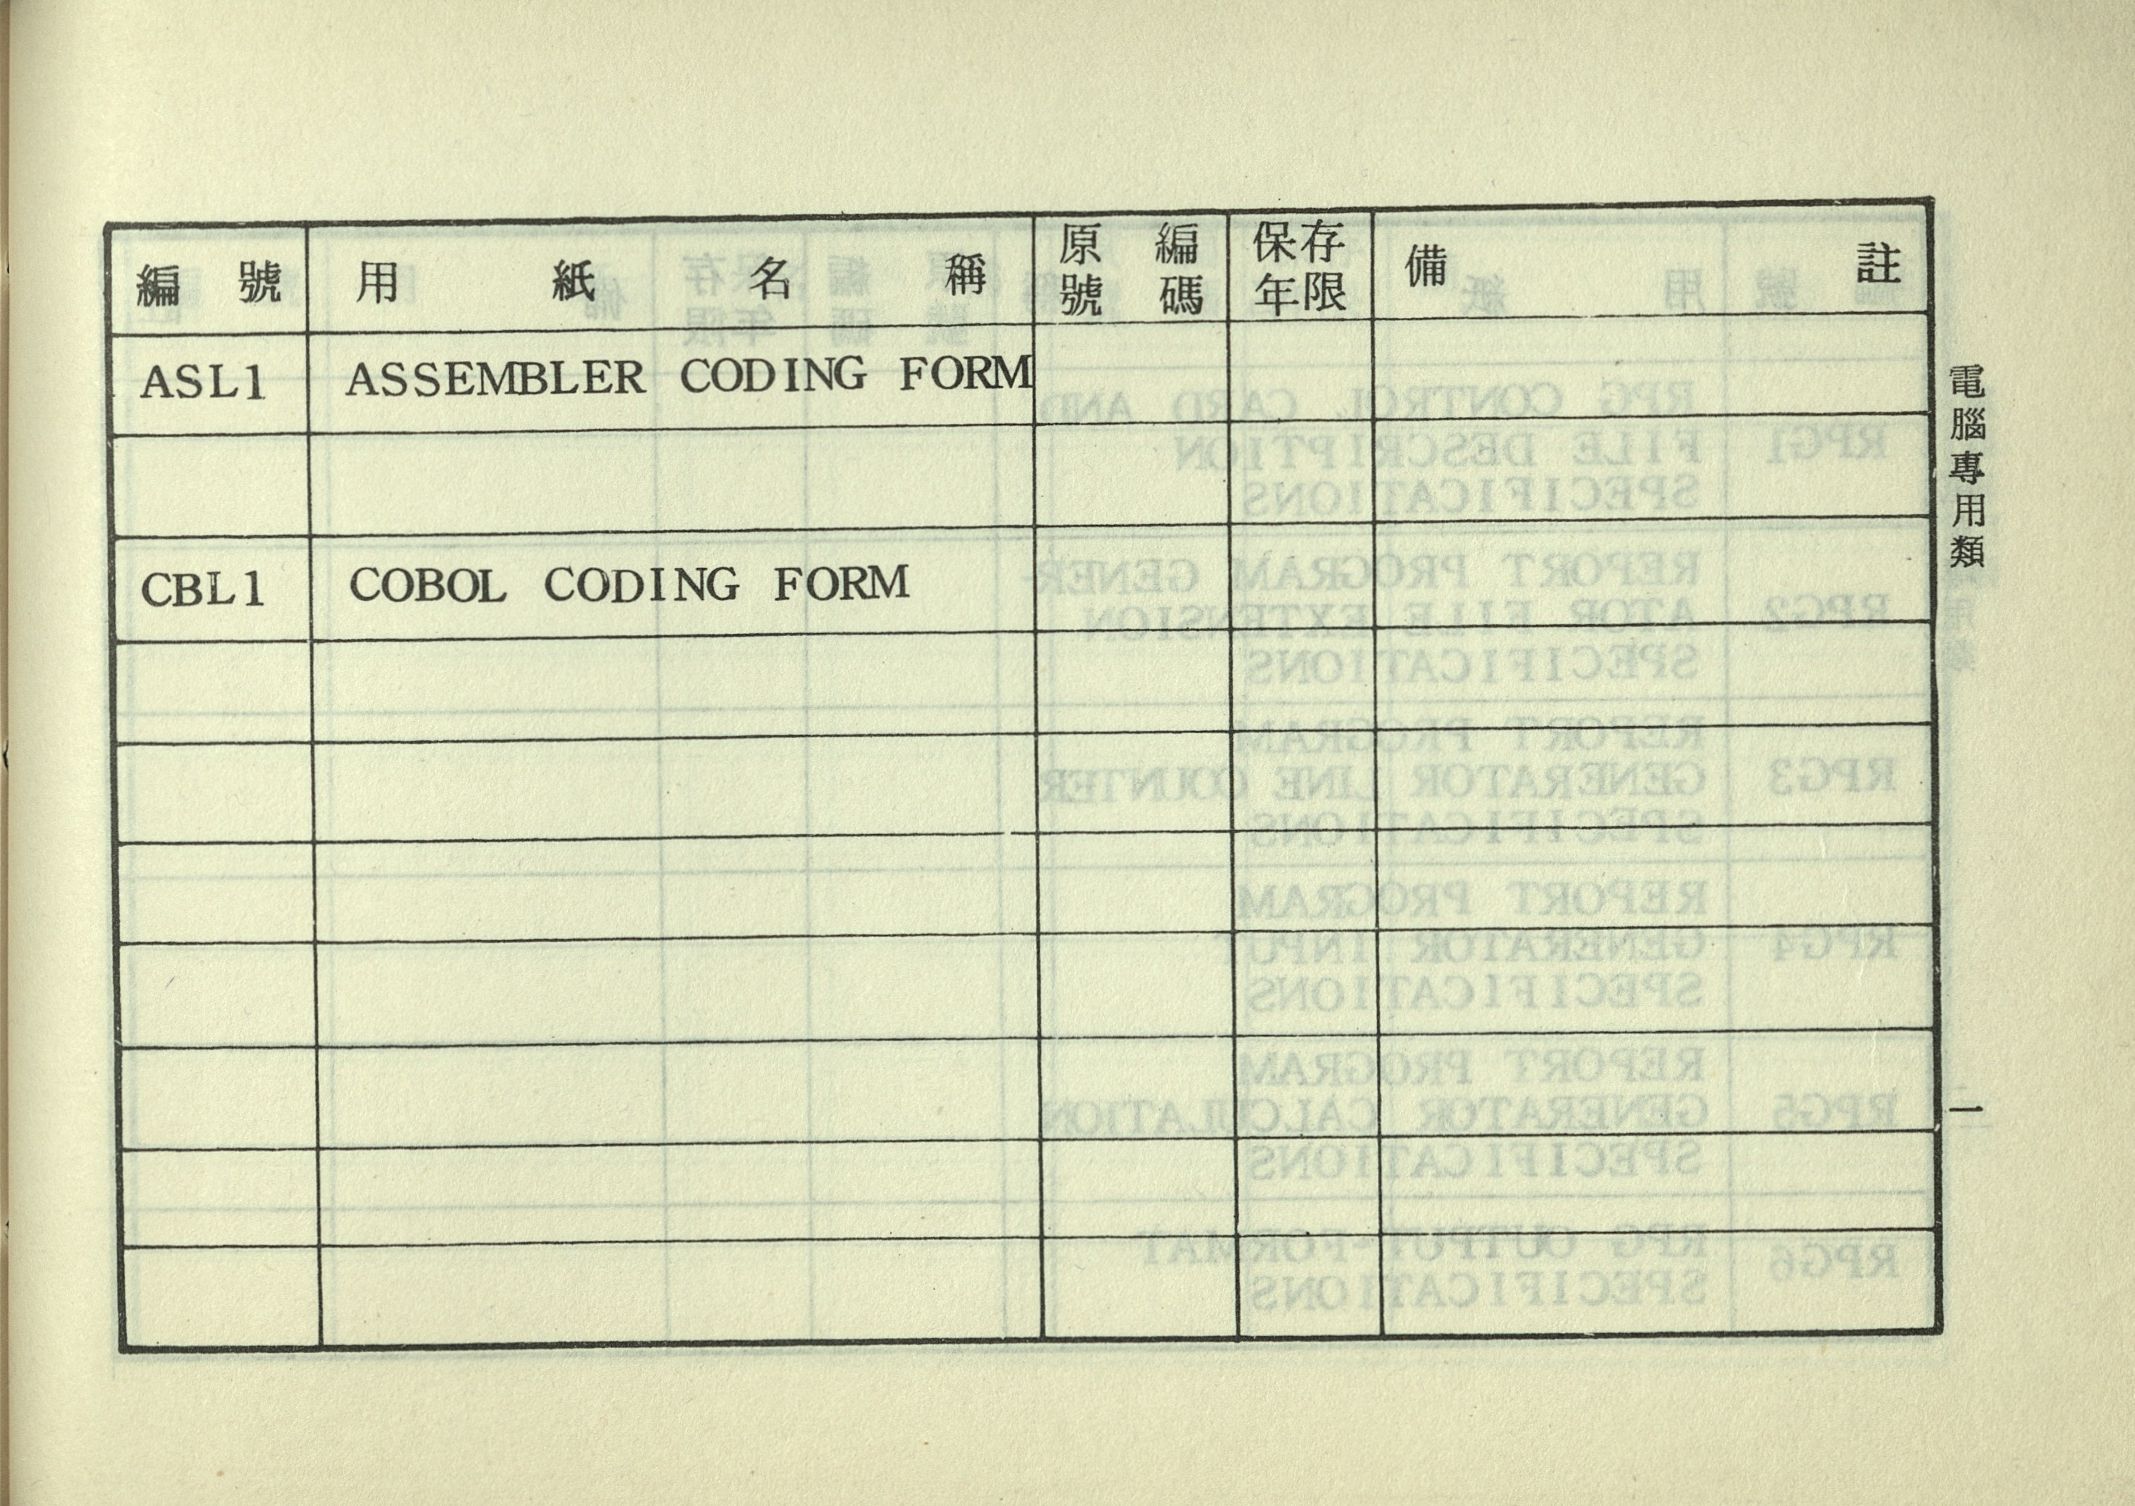 編號 用紙名稱 原編號碼 保存年限 備註
ASL1 ASSEMBLER CODING FORM
CBL1 COBOL CODING FORM
電腦專用類
一